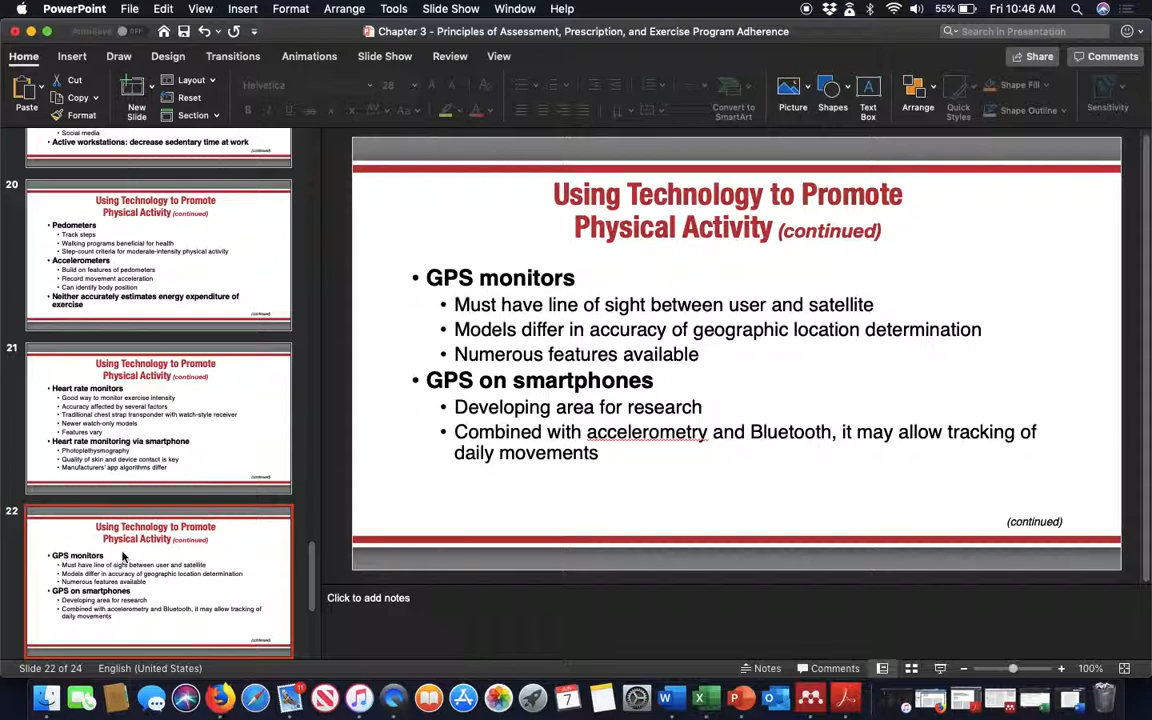 PowerPoint File Edit View Insert Format Arrange Tools Slide Show Window Help 55% Fri 10:46 AM
AutoSave OFF Chapter 3 - Principles of Assessment, Prescription, and Exercise Program Adherence Search in Presentation
Home Insert Draw Design Transitions Animations Slide Show Review View Share Comments
Paste
Cut
Copy
Format
New Slide
Layout
Reset
Section
Helvetica 28
Convert to SmartArt
Picture
Shapes
Text Box
Arrange
Quick Styles
Shape Fill
Shape Outline
Sensitivity
• Social media
• Active workstations: decrease sedentary time at work
(continued)
20
Using Technology to Promote
Physical Activity (continued)
• Pedometers
• Track steps
• Walking programs beneficial for health
• Step-count criteria for moderate-intensity physical activity
• Accelerometers
• Build on features of pedometers
• Record movement acceleration
• Can identify body position
• Neither accurately estimates energy expenditure of
exercise
(continued)
21
Using Technology to Promote
Physical Activity (continued)
• Heart rate monitors
• Good way to monitor exercise intensity
• Accuracy affected by several factors
• Traditional chest strap transponder with watch-style receiver
• Newer watch-only models
• Features vary
• Heart rate monitoring via smartphone
• Photoplethysmography
• Quality of skin and device contact is key
• Manufacturers' app algorithms differ
(continued)
22
Using Technology to Promote
Physical Activity (continued)
• GPS monitors
• Must have line of sight between user and satellite
• Models differ in accuracy of geographic location determination
• Numerous features available
• GPS on smartphones
• Developing area for research
• Combined with accelerometry and Bluetooth, it may allow tracking of
daily movements
(continued)
Using Technology to Promote
Physical Activity (continued)
• GPS monitors
• Must have line of sight between user and satellite
• Models differ in accuracy of geographic location determination
• Numerous features available
• GPS on smartphones
• Developing area for research
• Combined with accelerometry and Bluetooth, it may allow tracking of
daily movements
(continued)
Click to add notes
Slide 22 of 24 English (United States) Notes Comments 100%